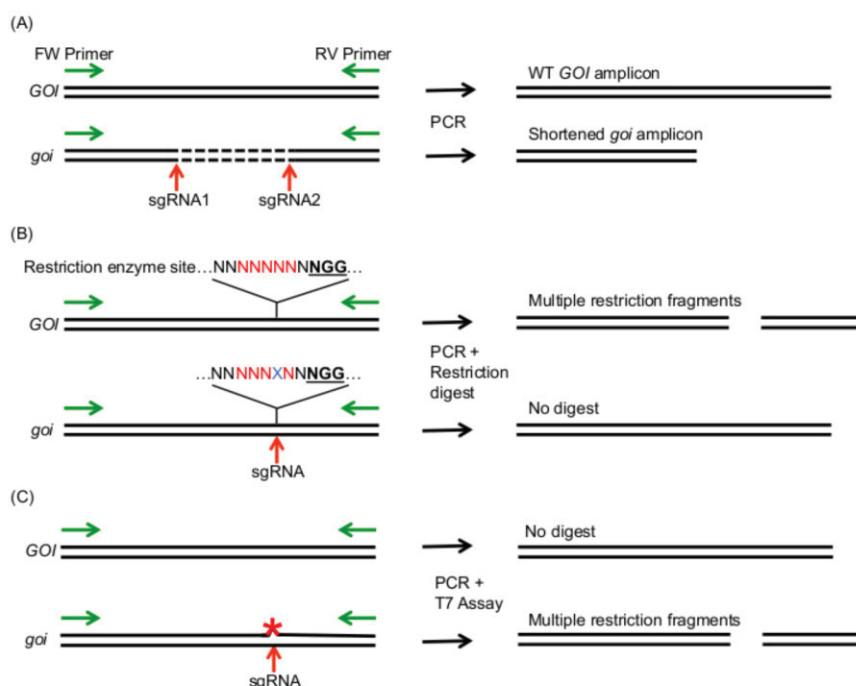 (A)
FW Primer
RV Primer
GOI
WT GOI amplicon
PCR
goi
Shortened goi amplicon
sgRNA1
sgRNA2
(B)
Restriction enzyme site…NNNNNNNNNGG…
GOI
Multiple restriction fragments
PCR +
Restriction
digest
…NNNNNXNNNGG…
goi
No digest
sgRNA
(C)
GOI
No digest
PCR +
T7 Assay
goi
*
Multiple restriction fragments
sgRNA